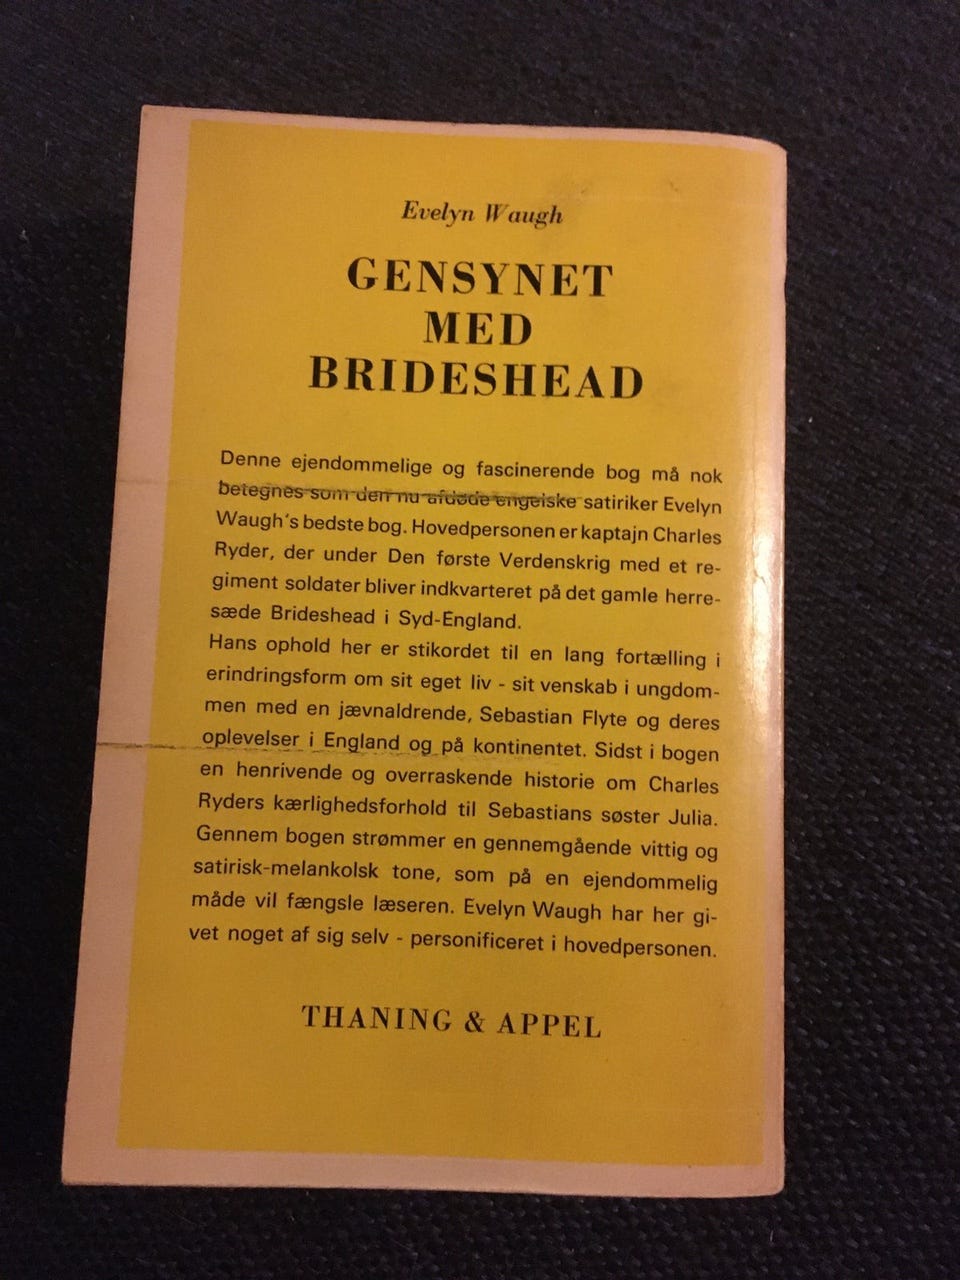 Evelyn Waugh
GENSYNET
MED
BRIDESHEAD
Denne ejendommelige og fascinerende bog må nok
betegnes som den nu afdøde engelske satiriker Evelyn
Waugh's bedste bog. Hovedpersonen er kaptajn Charles
Ryder, der under Den første Verdenskrig med et re-
giment soldater bliver indkvarteret på det gamle herre-
sæde Brideshead i Syd-England.
Hans ophold her er stikordet til en lang fortælling i
erindringsform om sit eget liv - sit venskab i ungdom-
men med en jævnaldrende, Sebastian Flyte og deres
oplevelser i England og på kontinentet. Sidst i bogen
en henrivende og overraskende historie om Charles
Ryders kærlighedsforhold til Sebastians søster Julia.
Gennem bogen strømmer en gennemgående vittig og
satirisk-melankolsk tone, som på en ejendommelig
måde vil fængsle læseren. Evelyn Waugh har her gi-
vet noget af sig selv - personificeret i hovedpersonen.
THANING & APPEL